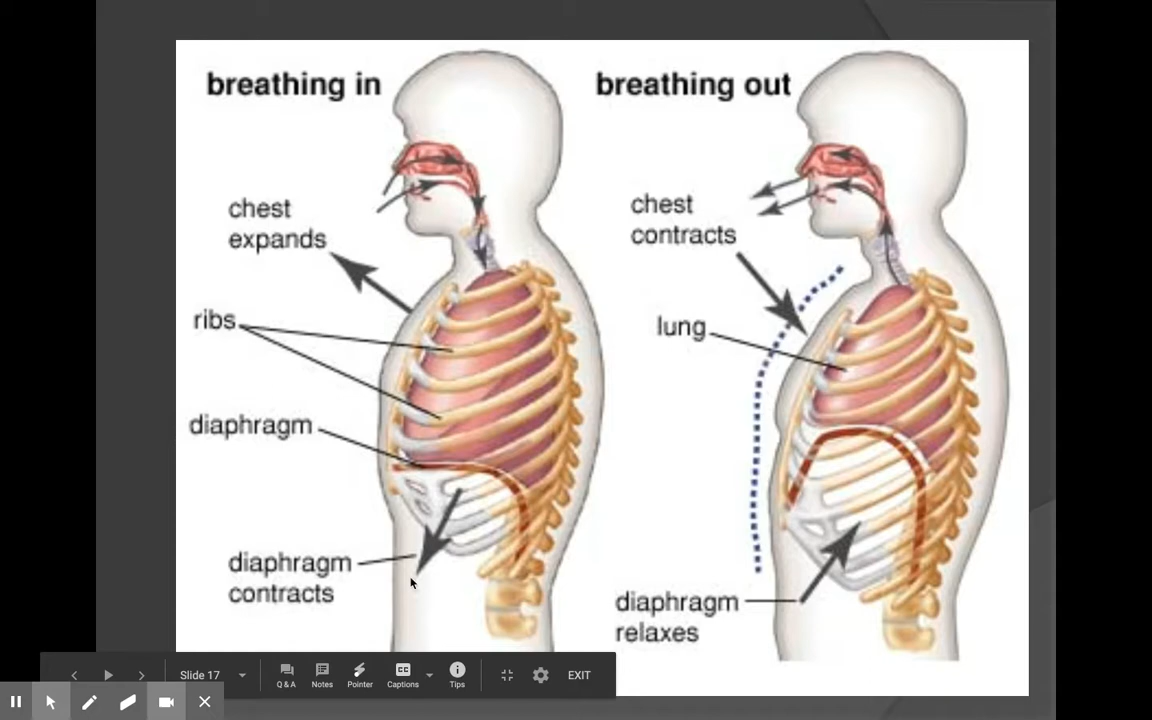 breathing in
chest
expands
ribs
diaphragm
diaphragm
contracts
breathing out
chest
contracts
lung
diaphragm
relaxes
Slide 17
Q & A
Notes
Pointer
CC
Captions
Tips
EXIT